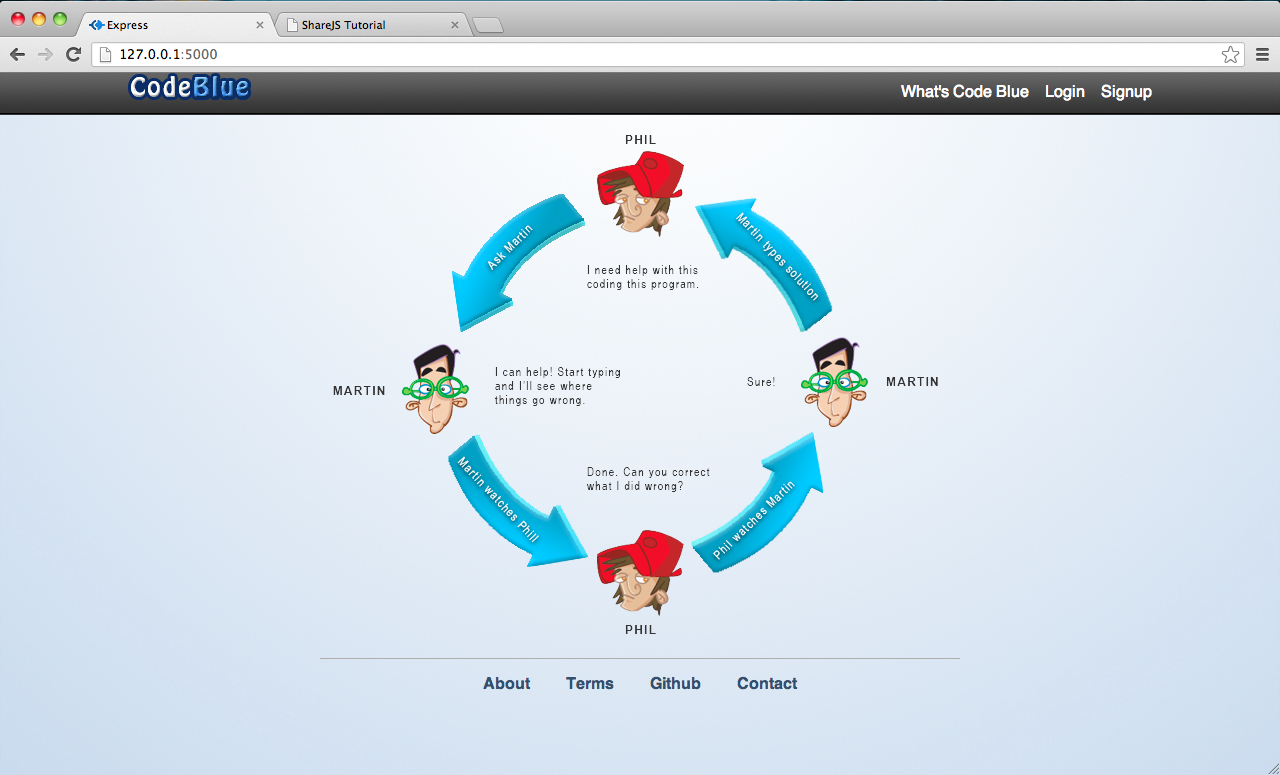 Express
ShareJS Tutorial
127.0.0.1:5000
CodeBlue
What's Code Blue Login Signup
PHIL
Ask Martin
Martin types solution
I need help with this
coding this program.
MARTIN
I can help! Start typing
and I'll see where
things go wrong.
Sure!
MARTIN
Martin watches Phill
Done. Can you correct
what I did wrong?
Phil watches Martin
PHIL
About Terms Github Contact